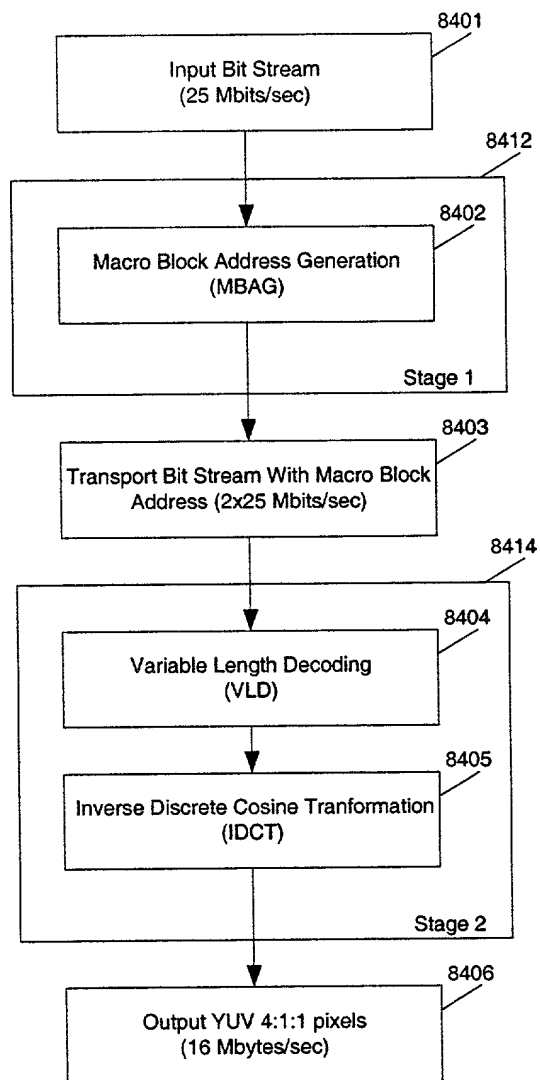 8401
Input Bit Stream
(25 Mbits/sec)
8412
8402
Macro Block Address Generation
(MBAG)
Stage 1
8403
Transport Bit Stream With Macro Block
Address (2x25 Mbits/sec)
8414
8404
Variable Length Decoding
(VLD)
8405
Inverse Discrete Cosine Tranformation
(IDCT)
Stage 2
8406
Output YUV 4:1:1 pixels
(16 Mbytes/sec)